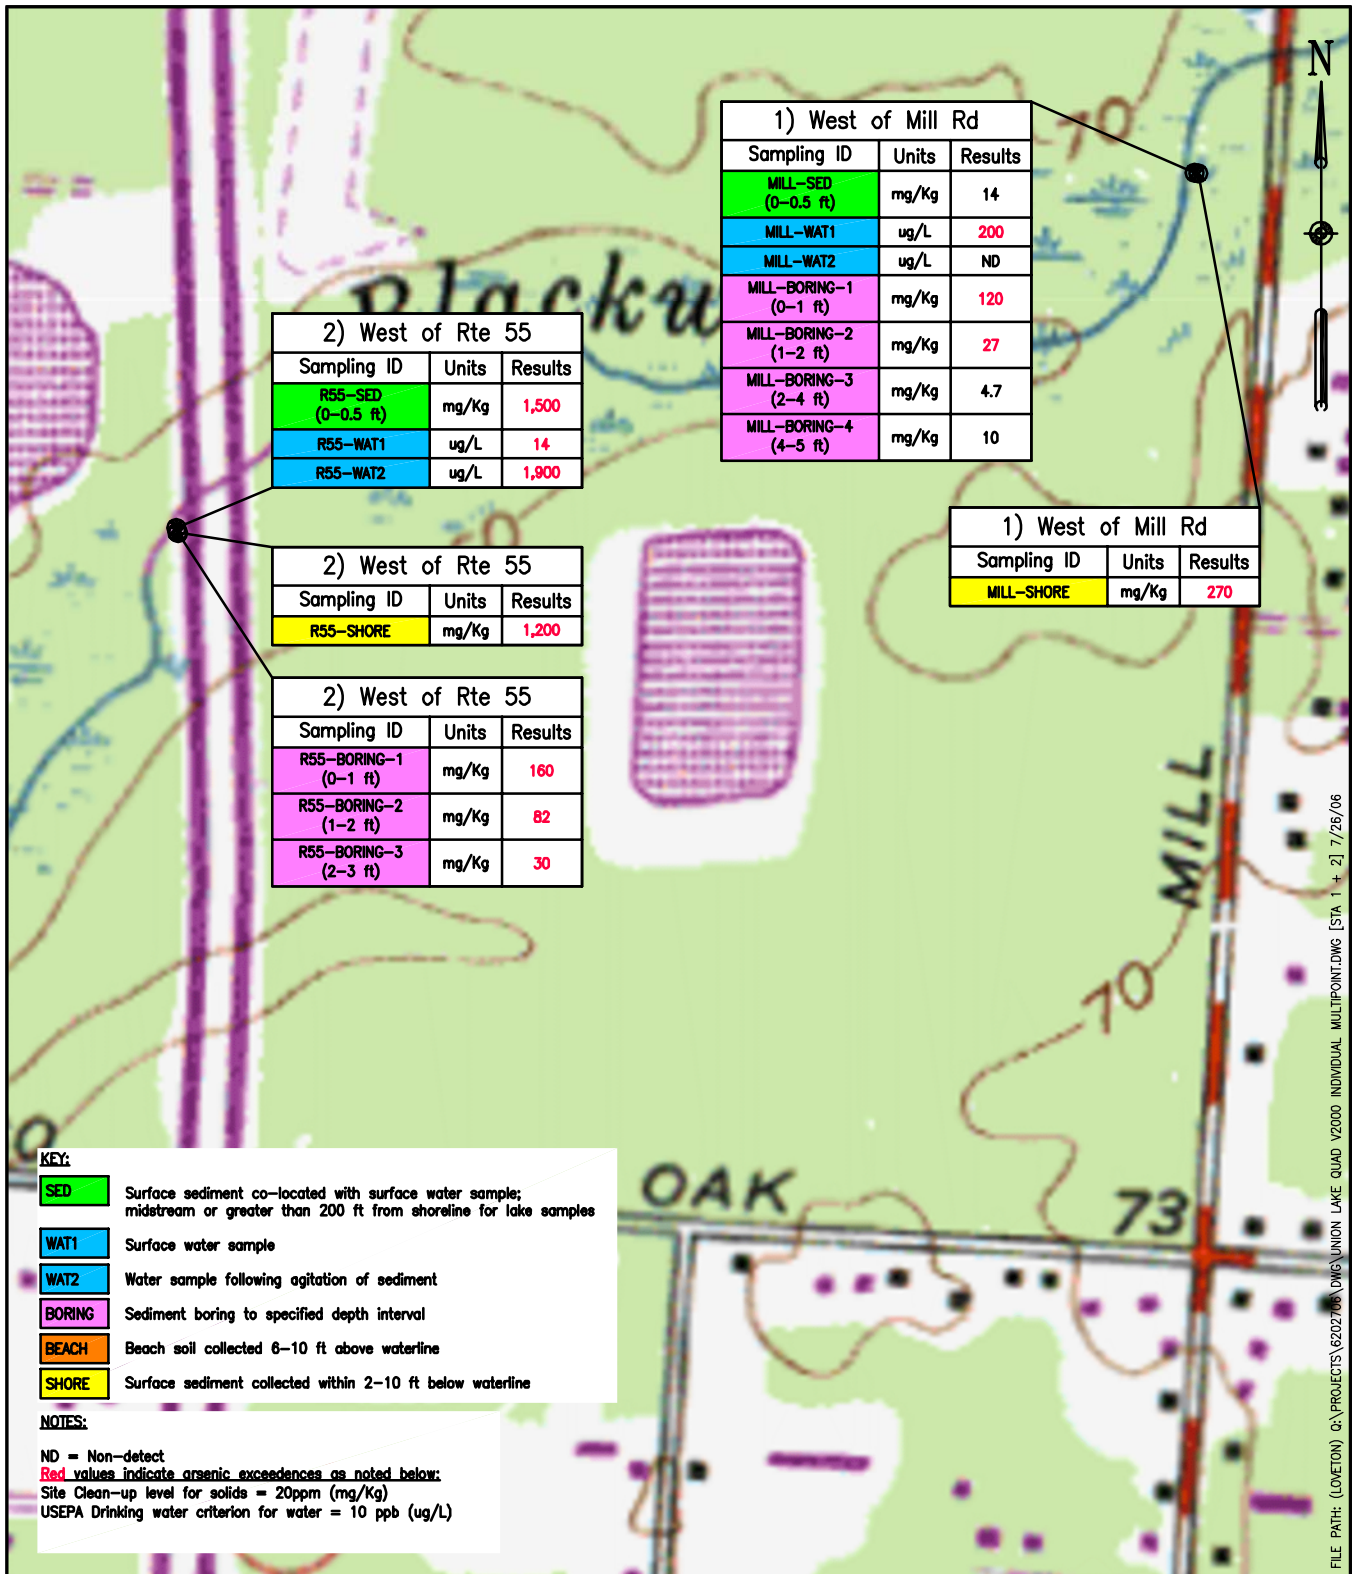 N
70
Blacku
1) West of Mill Rd
Sampling ID Units Results
MILL-SED (0-0.5 ft) mg/Kg 14
MILL-WAT1 ug/L 200
MILL-WAT2 ug/L ND
MILL-BORING-1 (0-1 ft) mg/Kg 120
MILL-BORING-2 (1-2 ft) mg/Kg 27
MILL-BORING-3 (2-4 ft) mg/Kg 4.7
MILL-BORING-4 (4-5 ft) mg/Kg 10
2) West of Rte 55
Sampling ID Units Results
R55-SED (0-0.5 ft) mg/Kg 1,500
R55-WAT1 ug/L 14
R55-WAT2 ug/L 1,900
1) West of Mill Rd
Sampling ID Units Results
MILL-SHORE mg/Kg 270
2) West of Rte 55
Sampling ID Units Results
R55-SHORE mg/Kg 1,200
2) West of Rte 55
Sampling ID Units Results
R55-BORING-1 (0-1 ft) mg/Kg 160
R55-BORING-2 (1-2 ft) mg/Kg 82
R55-BORING-3 (2-3 ft) mg/Kg 30
MILL
70
OAK
73
KEY:
SED Surface sediment co-located with surface water sample;
midstream or greater than 200 ft from shoreline for lake samples
WAT1 Surface water sample
WAT2 Water sample following agitation of sediment
BORING Sediment boring to specified depth interval
BEACH Beach soil collected 6-10 ft above waterline
SHORE Surface sediment collected within 2-10 ft below waterline
NOTES:
ND = Non-detect
Red values indicate arsenic exceedences as noted below:
Site Clean-up level for solids = 20ppm (mg/Kg)
USEPA Drinking water criterion for water = 10 ppb (ug/L)
FILE PATH: (LOVETON) Q:\PROJECTS\6202706\DWG\UNION LAKE QUAD V2000 INDIVIDUAL MULTIPOINT.DWG [STA 1 + 2] 7/26/06